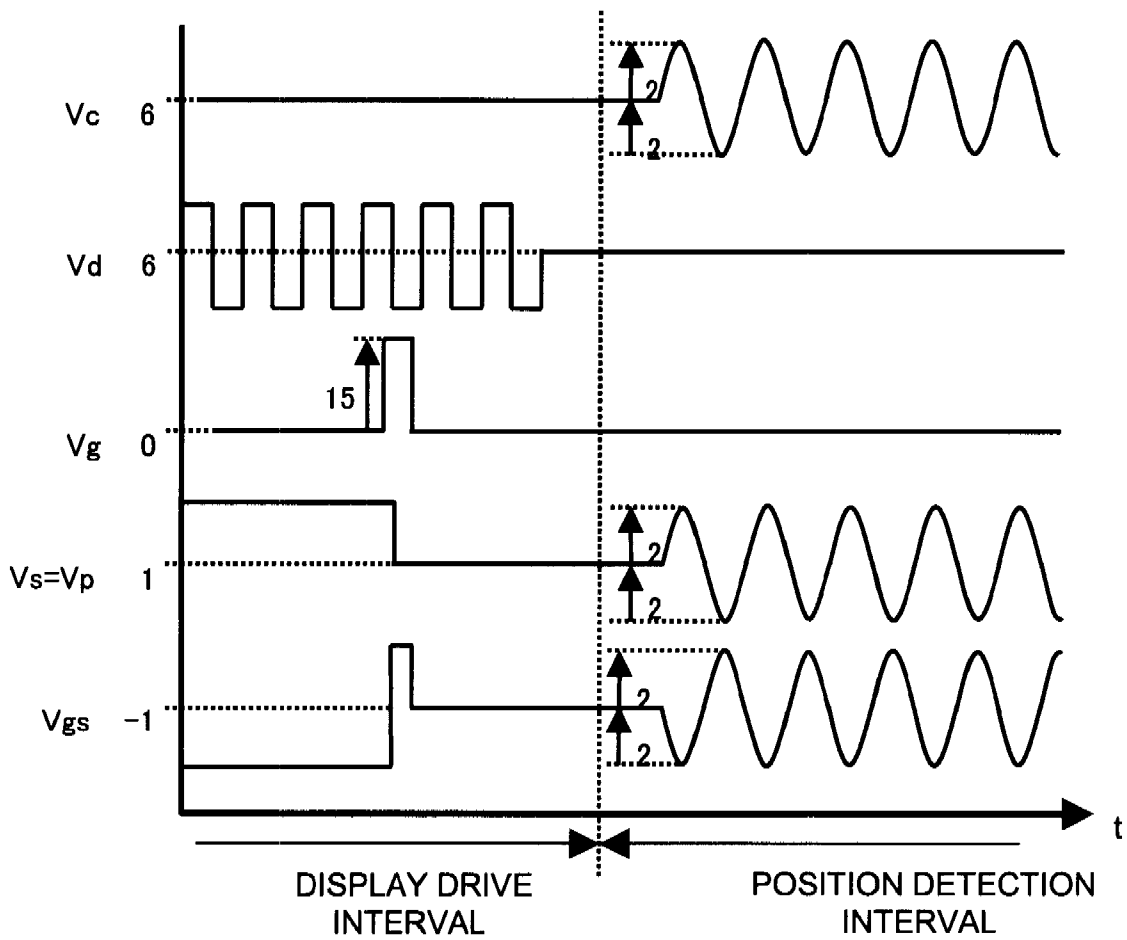 Vc 6
2
2
Vd 6
15
Vg 0
Vs=Vp 1
2
2
Vgs -1
2
2
t
DISPLAY DRIVE
INTERVAL
POSITION DETECTION
INTERVAL